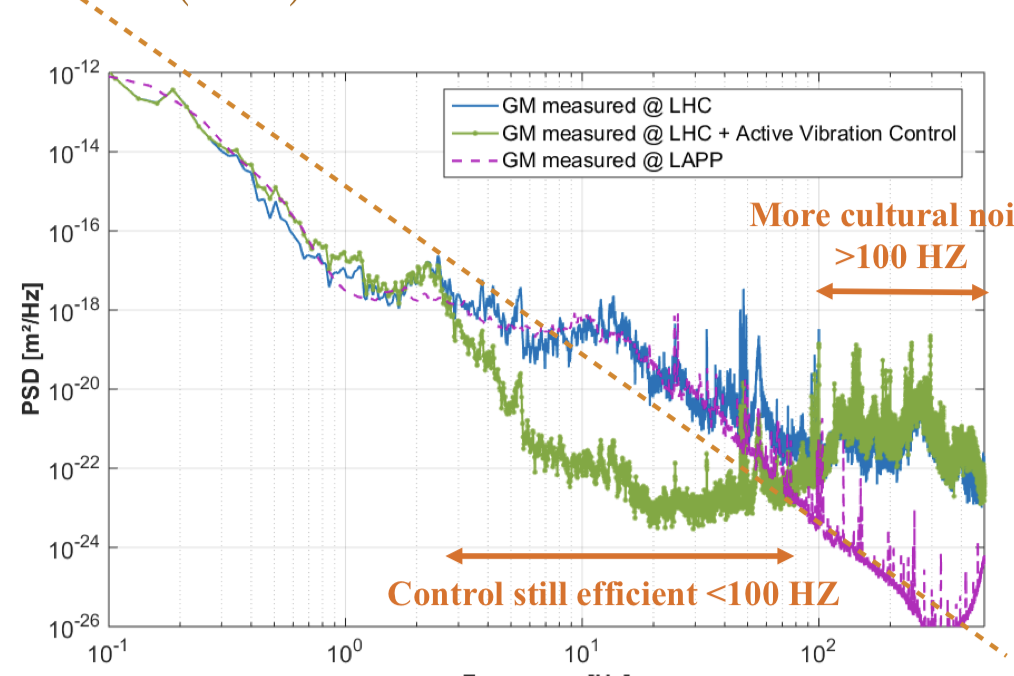 10^-12
GM measured @ LHC
GM measured @ LHC + Active Vibration Control
GM measured @ LAPP
10^-14
More cultural noi
>100 HZ
10^-16
10^-18
PSD [m²/Hz]
10^-20
10^-22
10^-24
Control still efficient <100 HZ
10^-26
10^-1 10^0 10^1 10^2